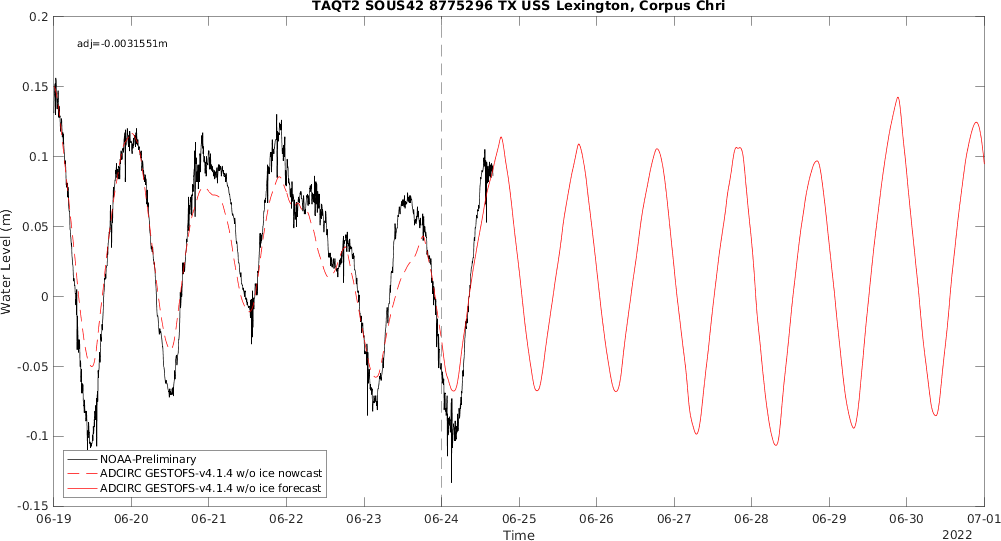 TAQT2 SOUS42 8775296 TX USS Lexington, Corpus Chri
adj=-0.0031551m
0.2
0.15
0.1
0.05
0
-0.05
-0.1
-0.15
Water Level (m)
NOAA-Preliminary
ADCIRC GESTOFS-v4.1.4 w/o ice nowcast
ADCIRC GESTOFS-v4.1.4 w/o ice forecast
06-19 06-20 06-21 06-22 06-23 06-24 06-25 06-26 06-27 06-28 06-29 06-30 07-01
Time
2022